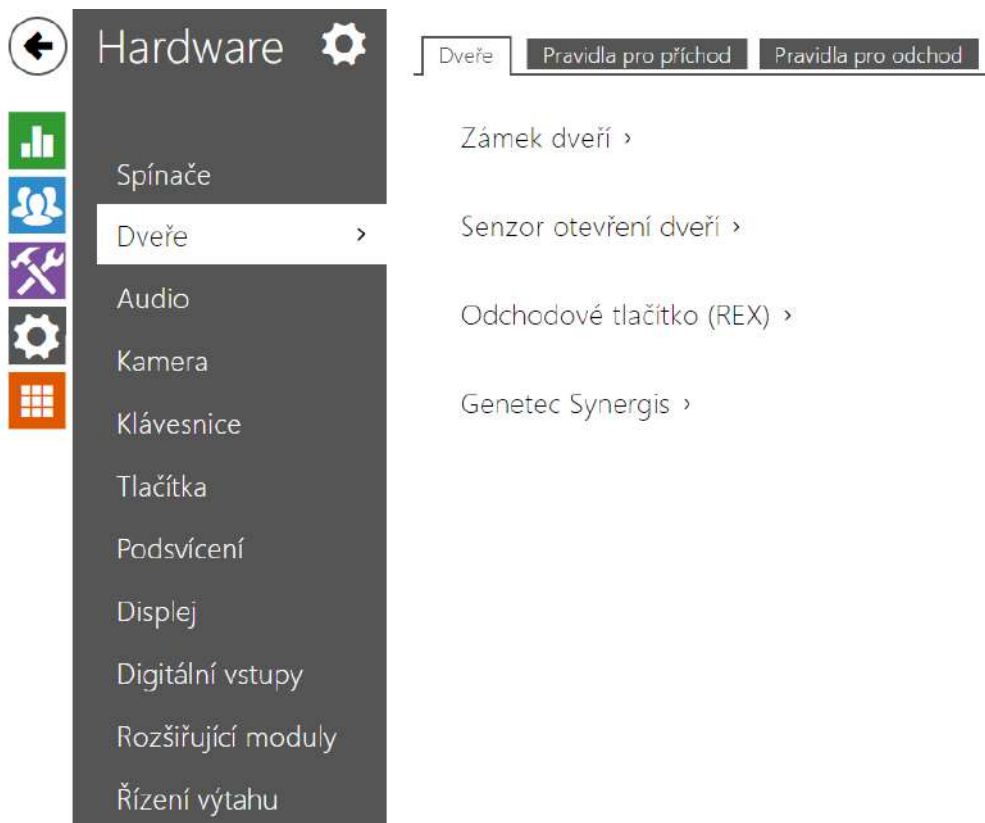 Hardware
Spínače
Dveře
Audio
Kamera
Klávesnice
Tlačítka
Podsvícení
Displej
Digitální vstupy
Rozšiřující moduly
Řízení výtahu
Dveře Pravidla pro příchod Pravidla pro odchod
Zámek dveří ›
Senzor otevření dveří ›
Odchodové tlačítko (REX) ›
Genetec Synergis ›